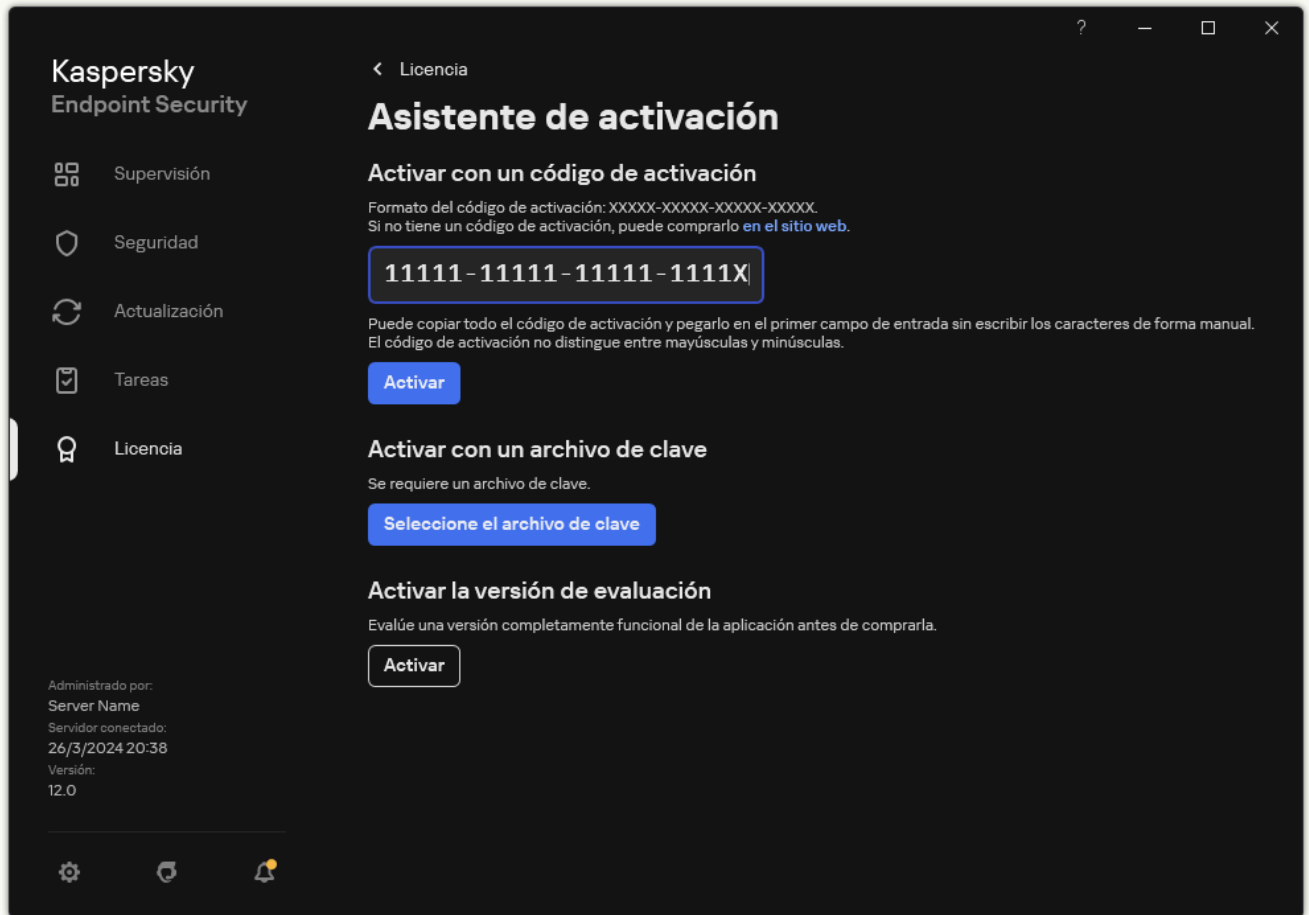 ?
Kaspersky
Endpoint Security
Supervisión
Seguridad
Actualización
Tareas
Licencia
Administrado por:
Server Name
Servidor conectado:
26/3/2024 20:38
Versión:
12.0
Licencia
Asistente de activación
Activar con un código de activación
Formato del código de activación: XXXXX-XXXXX-XXXXX-XXXXX.
Si no tiene un código de activación, puede comprarlo en el sitio web.
11111-11111-11111-1111X
Puede copiar todo el código de activación y pegarlo en el primer campo de entrada sin escribir los caracteres de forma manual.
El código de activación no distingue entre mayúsculas y minúsculas.
Activar
Activar con un archivo de clave
Se requiere un archivo de clave.
Seleccione el archivo de clave
Activar la versión de evaluación
Evalúe una versión completamente funcional de la aplicación antes de comprarla.
Activar